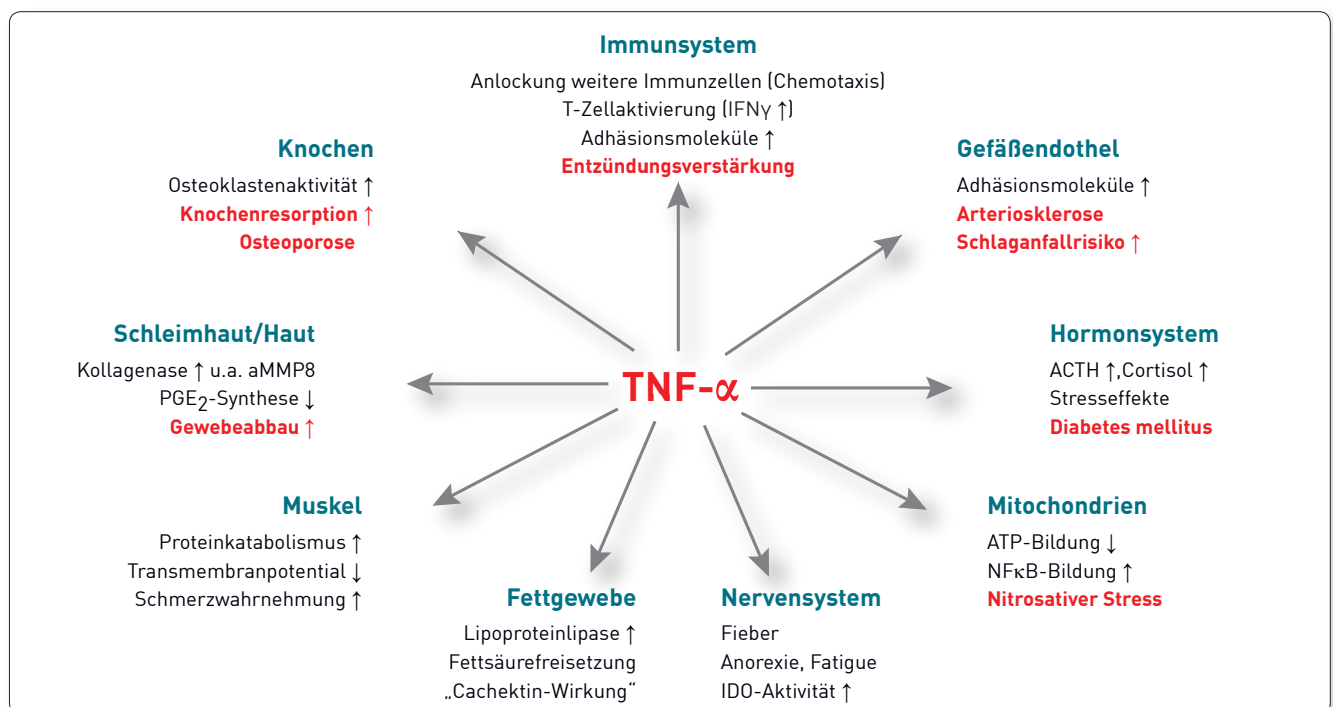 Immunsystem
Anlockung weitere Immunzellen (Chemotaxis)
T-Zellaktivierung (IFNγ ↑)
Adhäsionsmoleküle ↑
Entzündungsverstärkung
Knochen
Osteoklastenaktivität ↑
Knochenresorption ↑
Osteoporose
Gefäßendothel
Adhäsionsmoleküle ↑
Arteriosklerose
Schlaganfallrisiko ↑
Schleimhaut/Haut
Kollagenase ↑ u.a. aMMP8
PGE2-Synthese ↓
Gewebeabbau ↑
TNF-α
Hormonsystem
ACTH ↑,Cortisol ↑
Stresseffekte
Diabetes mellitus
Muskel
Proteinkatabolismus ↑
Transmembranpotential ↓
Schmerzwahrnehmung ↑
Fettgewebe
Lipoproteinlipase ↑
Fettsäurefreisetzung
„Cachektin-Wirkung“
Nervensystem
Fieber
Anorexie, Fatigue
IDO-Aktivität ↑
Mitochondrien
ATP-Bildung ↓
NFκB-Bildung ↑
Nitrosativer Stress